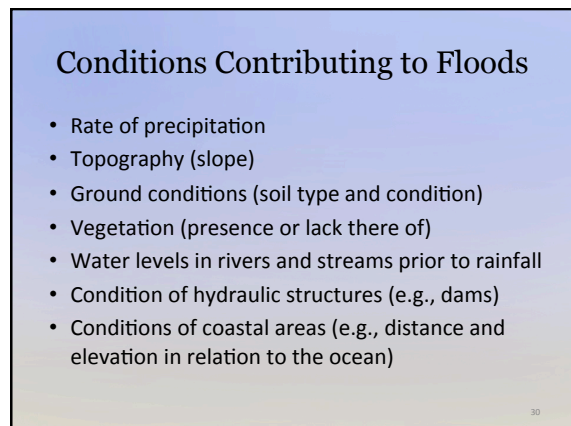 Conditions Contributing to Floods
• Rate of precipitation
• Topography (slope)
• Ground conditions (soil type and condition)
• Vegetation (presence or lack there of)
• Water levels in rivers and streams prior to rainfall
• Condition of hydraulic structures (e.g., dams)
• Conditions of coastal areas (e.g., distance and
elevation in relation to the ocean)
30